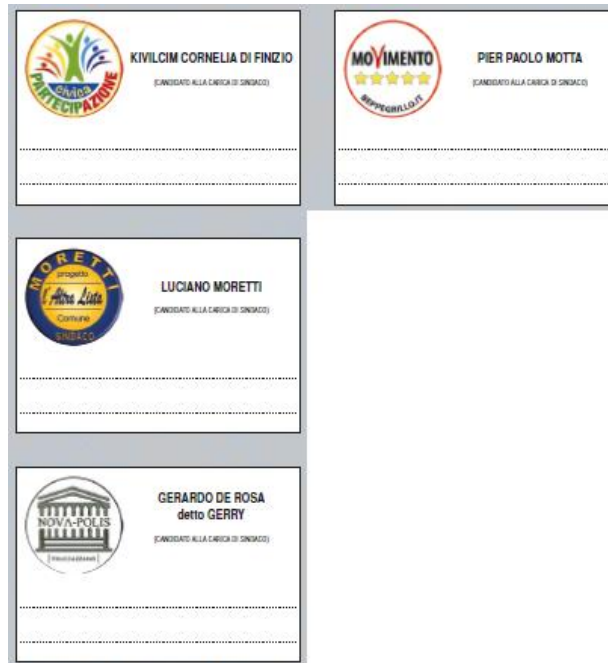 KIVILCIM CORNELIA DI FINIZIO
(CANDIDATO ALLA CARICA DI SINDACO)
civica
PARTECIPAZIONE
PIER PAOLO MOTTA
(CANDIDATO ALLA CARICA DI SINDACO)
MOVIMENTO
BEPPEGRILLO.IT
MORETTI
progetto
l'Altra Lista
Comune
SINDACO
LUCIANO MORETTI
(CANDIDATO ALLA CARICA DI SINDACO)
NOVA-POLIS
GERARDO DE ROSA
detto GERRY
(CANDIDATO ALLA CARICA DI SINDACO)